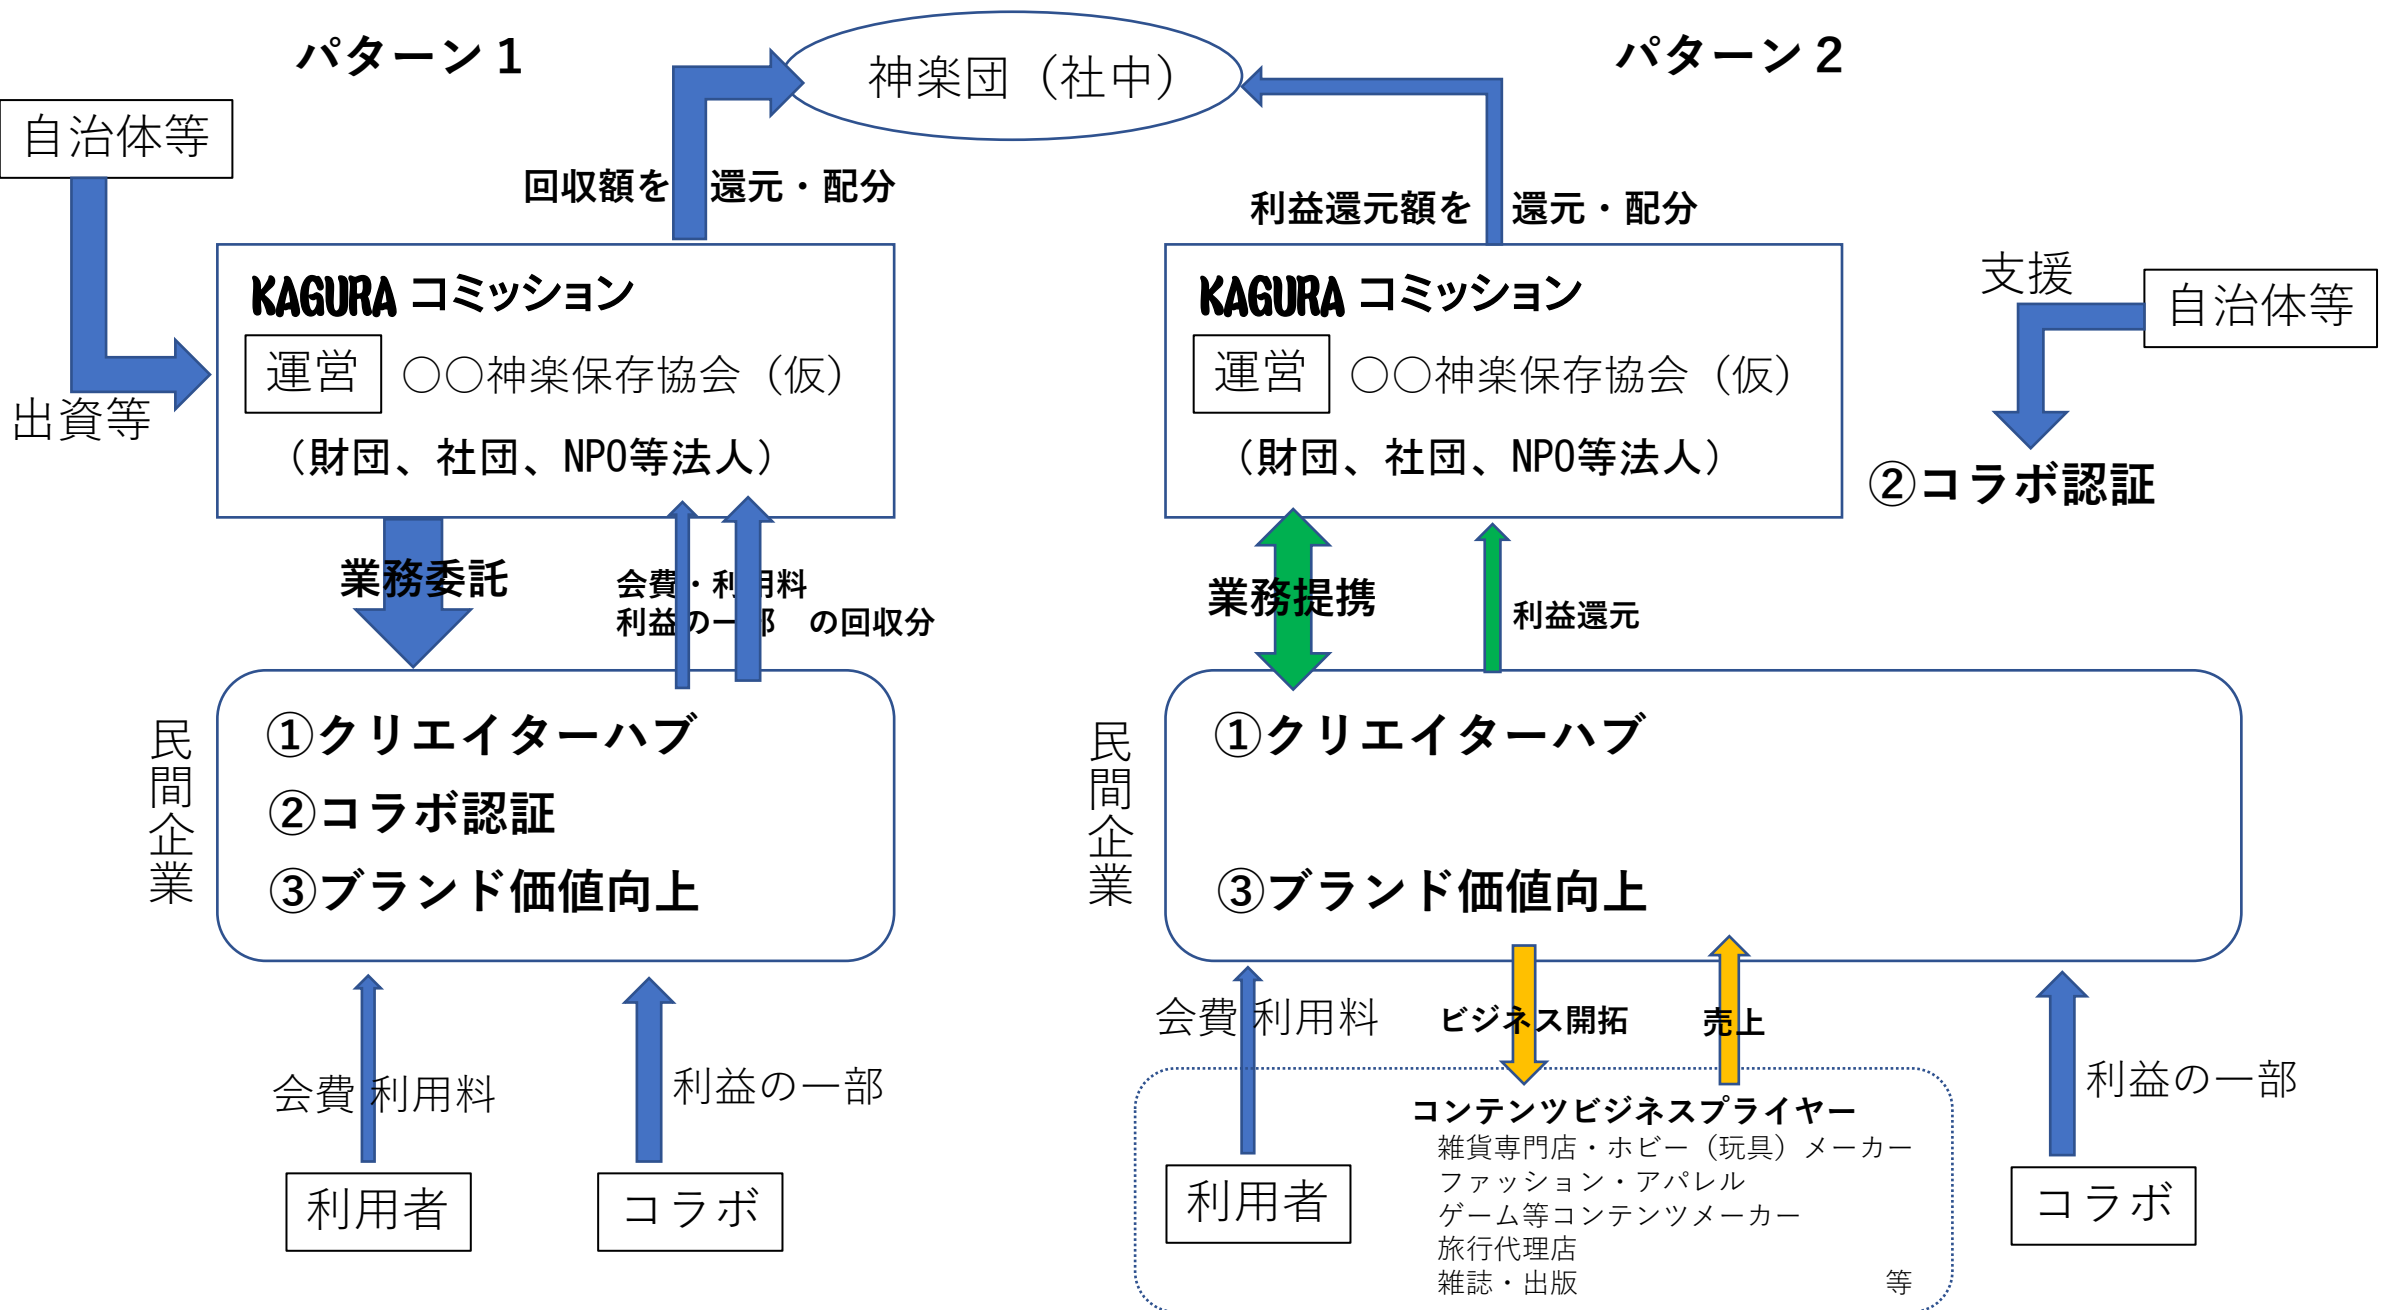 パターン１
パターン２
神楽団（社中）
自治体等
出資等
回収額を　還元・配分
KAGURA コミッション
運営　○○神楽保存協会（仮）
（財団、社団、NPO等法人）
業務委託
会費・利用料
利益の一部　の回収分
民間企業
①クリエイターハブ
②コラボ認証
③ブランド価値向上
会費 利用料
利益の一部
利用者
コラボ
利益還元額を　還元・配分
KAGURA コミッション
運営　○○神楽保存協会（仮）
（財団、社団、NPO等法人）
支援
自治体等
②コラボ認証
業務提携
利益還元
民間企業
①クリエイターハブ
③ブランド価値向上
会費 利用料
ビジネス開拓
売上
利益の一部
利用者
コンテンツビジネスプライヤー
雑貨専門店・ホビー（玩具）メーカー
ファッション・アパレル
ゲーム等コンテンツメーカー
旅行代理店
雑誌・出版　等
コラボ